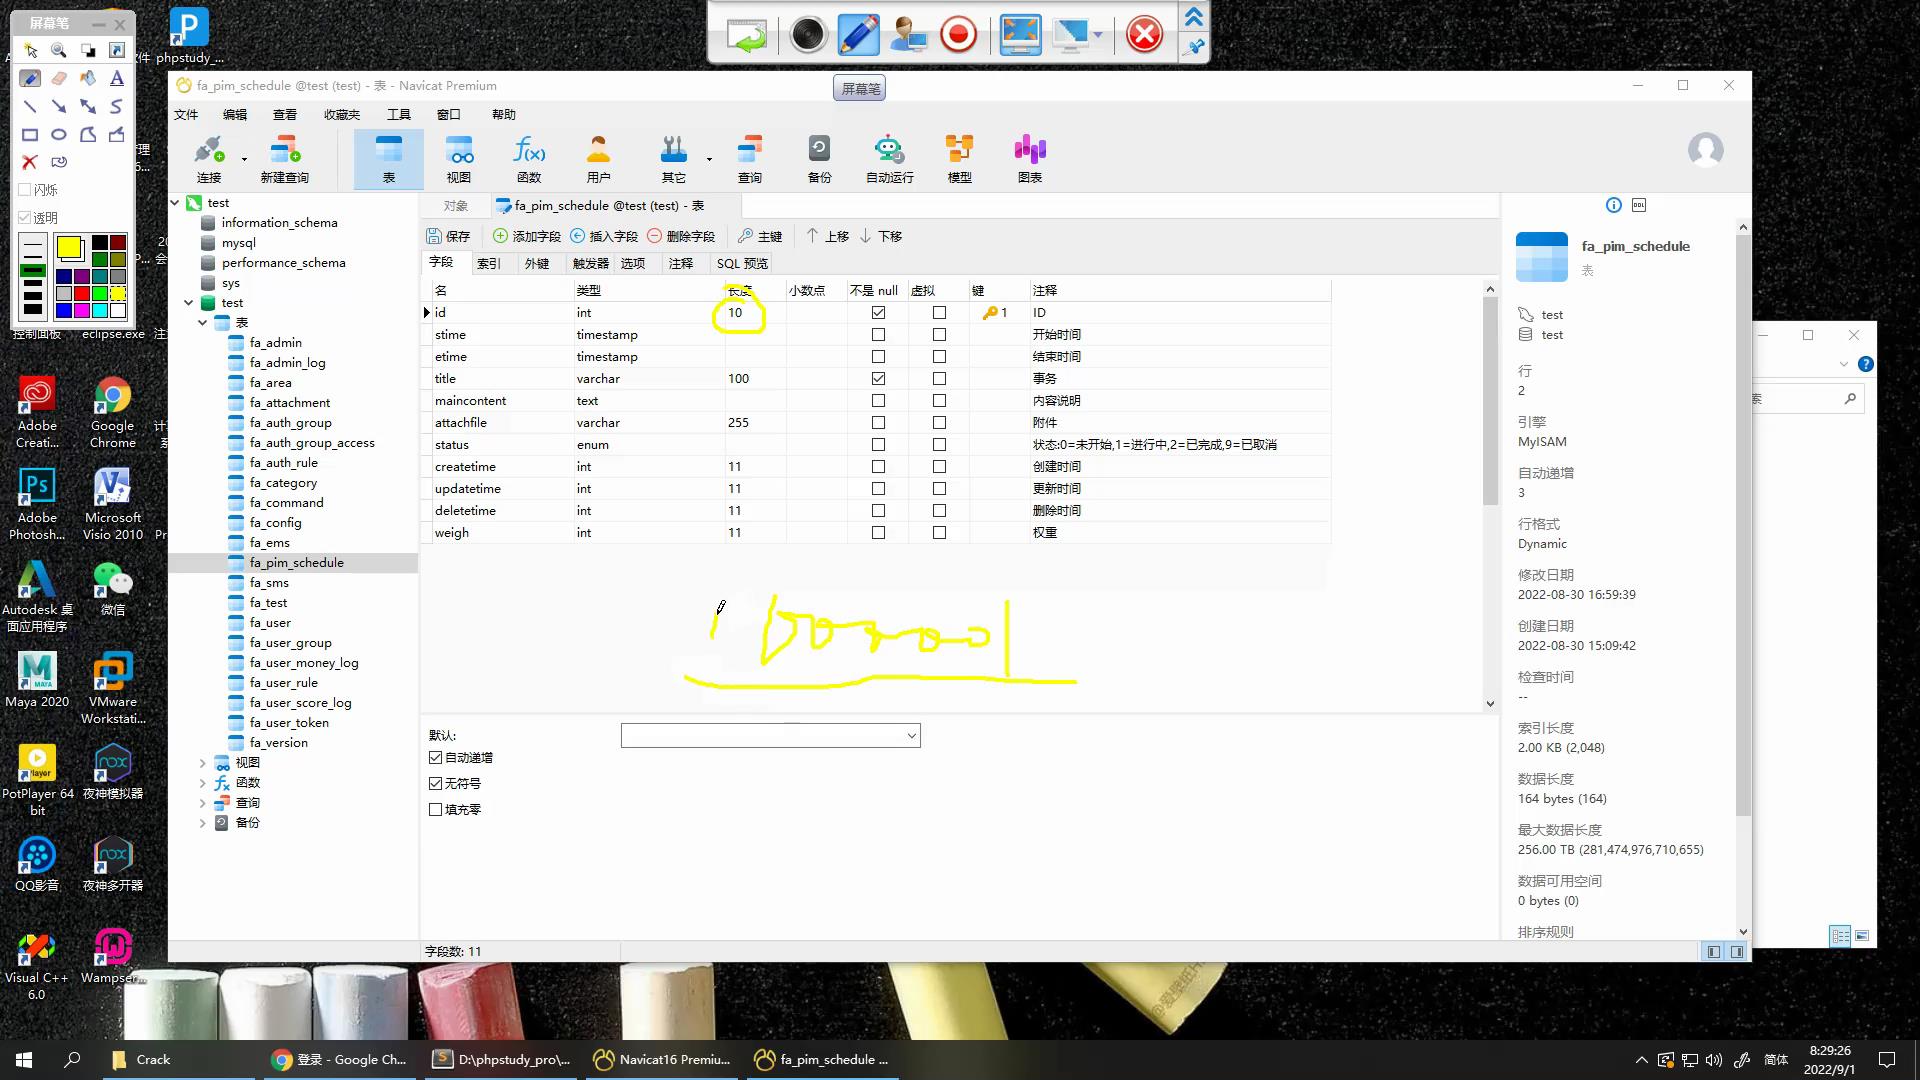 屏幕笔
phpstudy_...
闪烁
透明
控制面板
eclipse.exe
Adobe Creati...
Google Chrome
Adobe Photosh...
Microsoft Visio 2010
Autodesk 桌面应用程序
微信
Maya 2020
VMware Workstati...
PotPlayer 64 bit
夜神模拟器
QQ影音
夜神多开器
Visual C++ 6.0
Wampser...
屏幕笔
fa_pim_schedule @test (test) - 表 - Navicat Premium
文件 编辑 查看 收藏夹 工具 窗口 帮助
连接 新建查询 表 视图 函数 用户 其它 查询 备份 自动运行 模型 图表
test
information_schema
mysql
performance_schema
sys
test
表
fa_admin
fa_admin_log
fa_area
fa_attachment
fa_auth_group
fa_auth_group_access
fa_auth_rule
fa_category
fa_command
fa_config
fa_ems
fa_pim_schedule
fa_sms
fa_test
fa_user
fa_user_group
fa_user_money_log
fa_user_rule
fa_user_score_log
fa_user_token
fa_version
视图
函数
查询
备份
对象 fa_pim_schedule @test (test) - 表
保存 添加字段 插入字段 删除字段 主键 上移 下移
字段 索引 外键 触发器 选项 注释 SQL 预览
名 类型 长度 小数点 不是 null 虚拟 键 注释
id int 10 1 ID
stime timestamp 开始时间
etime timestamp 结束时间
title varchar 100 事务
maincontent text 内容说明
attachfile varchar 255 附件
status enum 状态:0=未开始,1=进行中,2=已完成,9=已取消
createtime int 11 创建时间
updatetime int 11 更新时间
deletetime int 11 删除时间
weigh int 11 权重
默认:
自动递增
无符号
填充零
字段数: 11
fa_pim_schedule
表
test
test
行
2
引擎
MyISAM
自动递增
3
行格式
Dynamic
修改日期
2022-08-30 16:59:39
创建日期
2022-08-30 15:09:42
检查时间
--
索引长度
2.00 KB (2,048)
数据长度
164 bytes (164)
最大数据长度
256.00 TB (281,474,976,710,655)
数据可用空间
0 bytes (0)
排序规则
Crack
登录 - Google Ch...
D:\phpstudy_pro\...
Navicat16 Premiu...
fa_pim_schedule ...
简体
8:29:26
2022/9/1